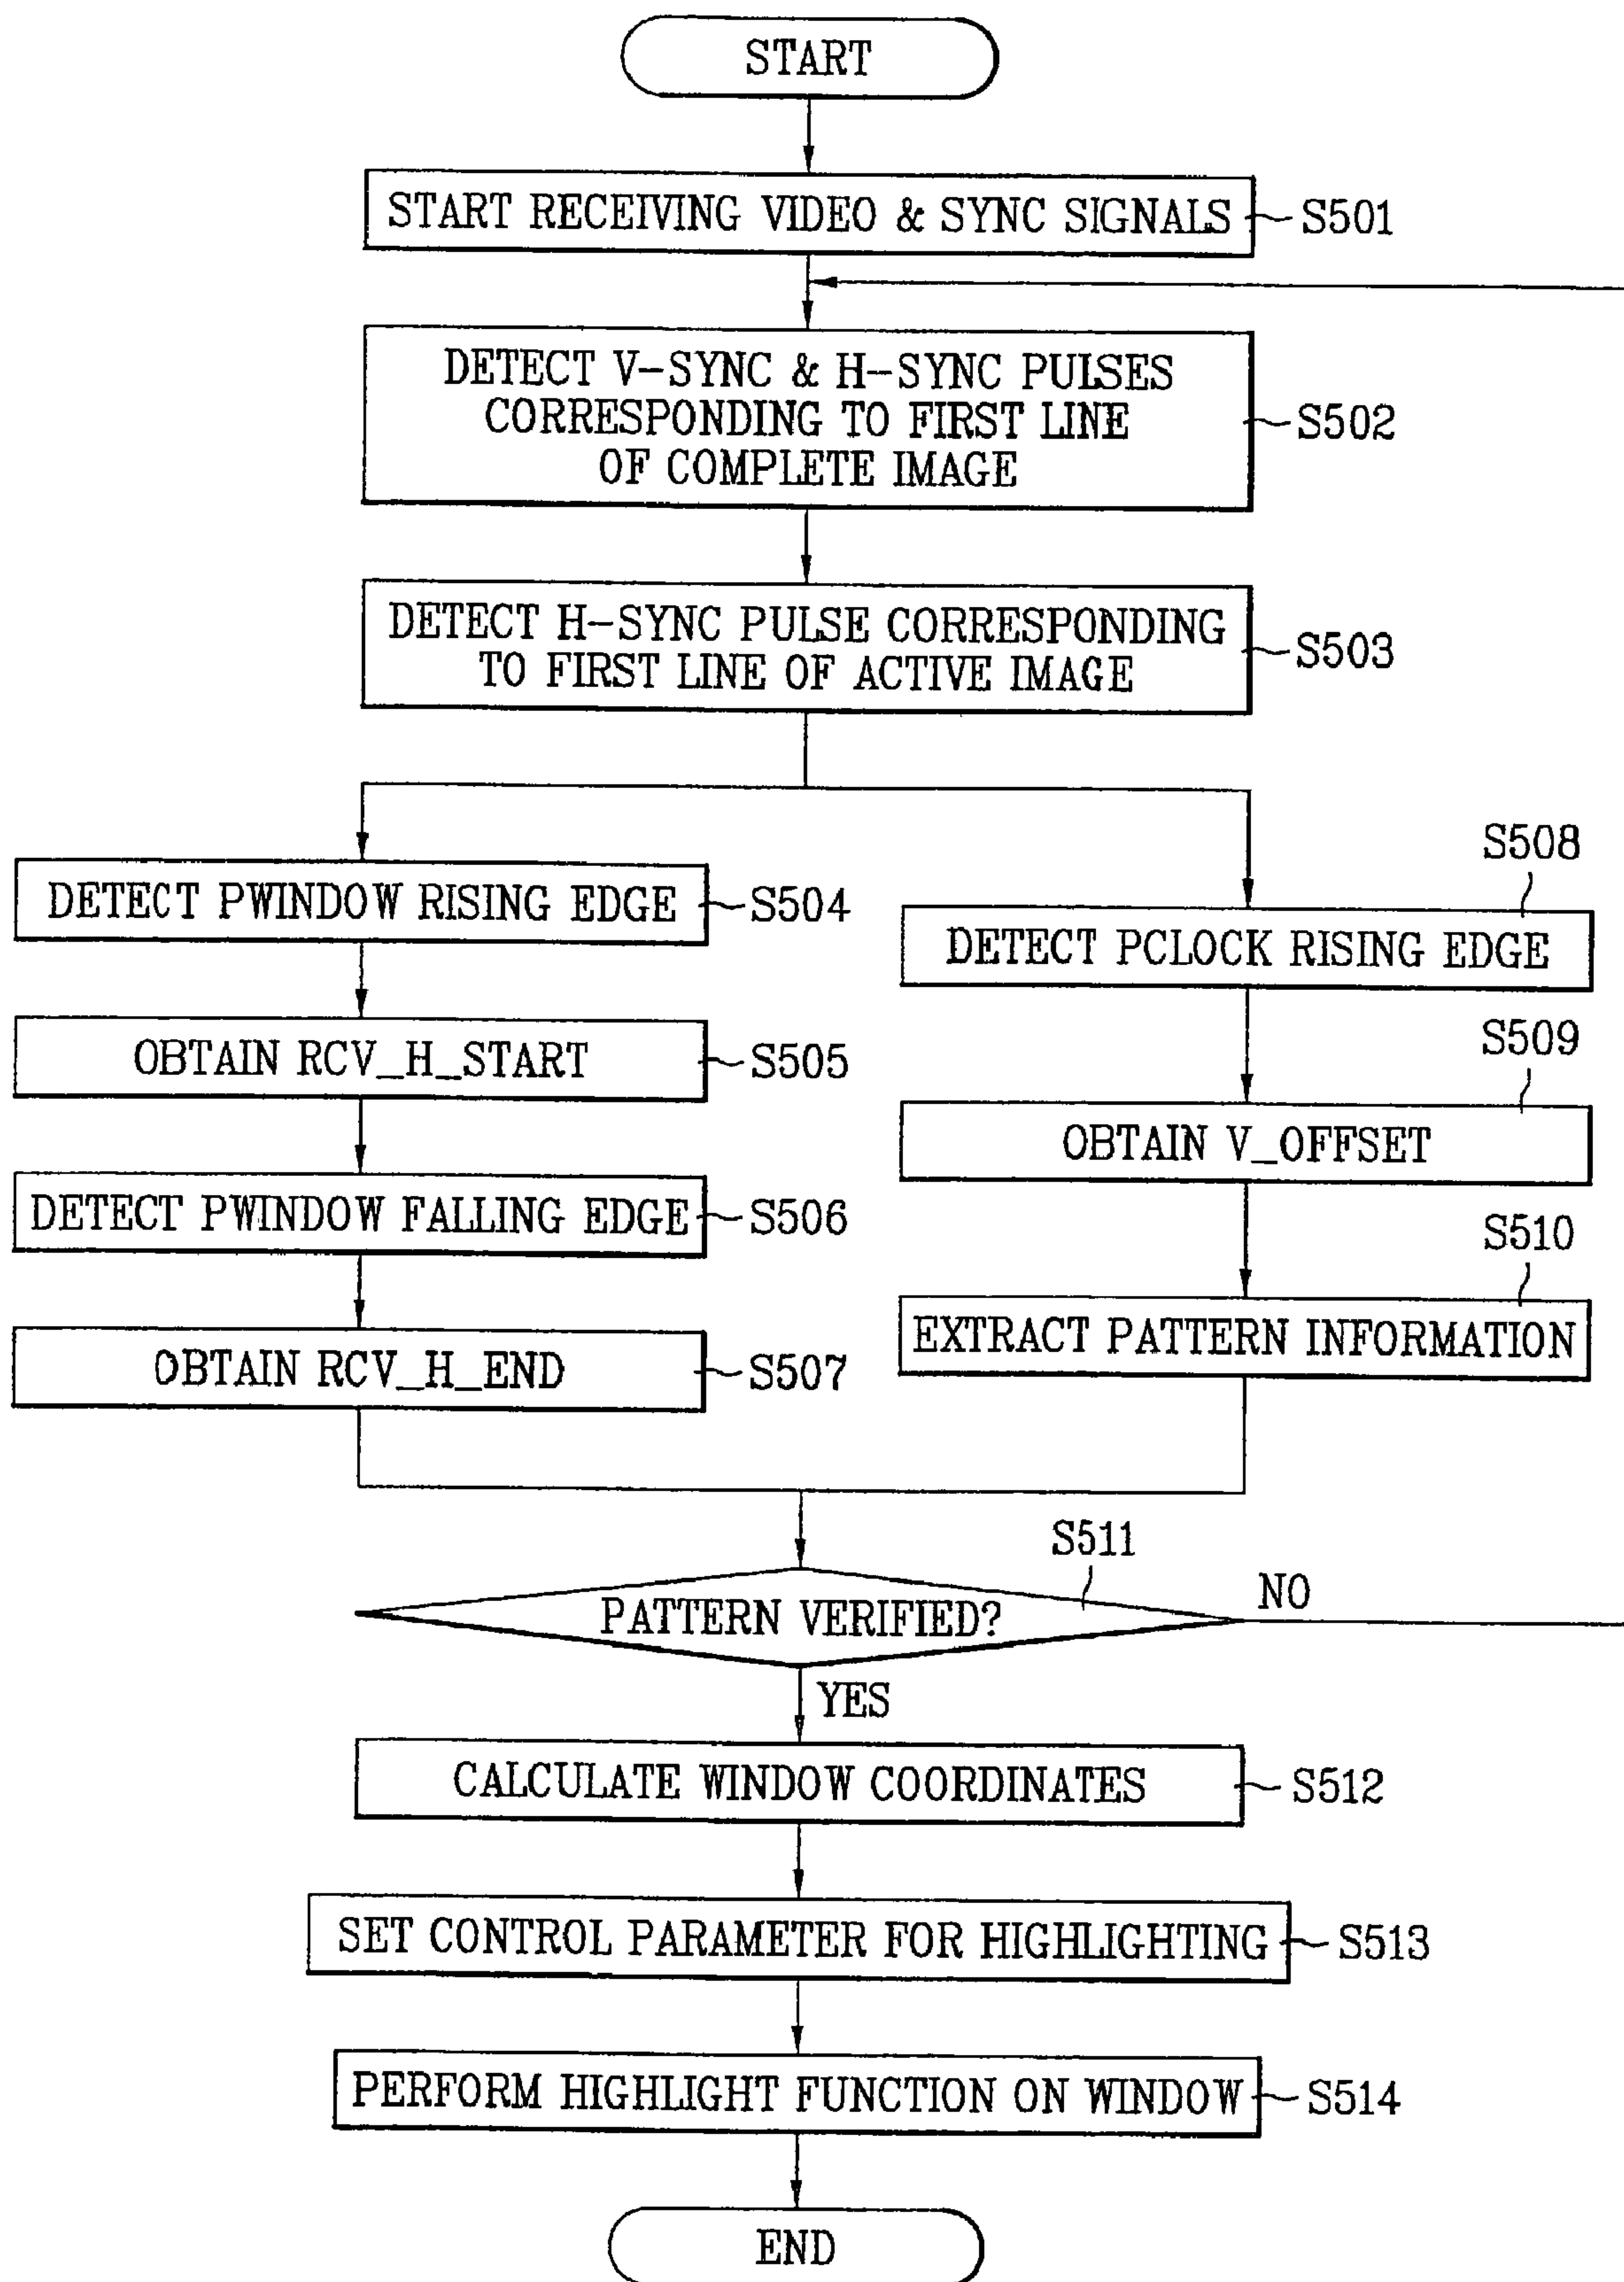 START
START RECEIVING VIDEO & SYNC SIGNALS
S501
DETECT V-SYNC & H-SYNC PULSES
CORRESPONDING TO FIRST LINE
OF COMPLETE IMAGE
S502
DETECT H-SYNC PULSE CORRESPONDING
TO FIRST LINE OF ACTIVE IMAGE
S503
DETECT PWINDOW RISING EDGE
S504
OBTAIN RCV_H_START
S505
DETECT PWINDOW FALLING EDGE
S506
OBTAIN RCV_H_END
S507
S508
DETECT PCLOCK RISING EDGE
S509
OBTAIN V_OFFSET
S510
EXTRACT PATTERN INFORMATION
S511
PATTERN VERIFIED?
NO
YES
CALCULATE WINDOW COORDINATES
S512
SET CONTROL PARAMETER FOR HIGHLIGHTING
S513
PERFORM HIGHLIGHT FUNCTION ON WINDOW
S514
END